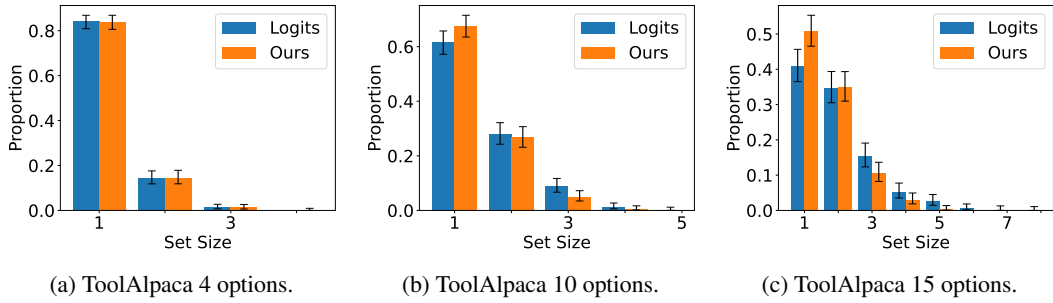 0.8
0.6
0.4
0.2
0.0
Proportion
1
3
Set Size
Logits
Ours
(a) ToolAlpaca 4 options.
0.6
0.4
0.2
0.0
Proportion
1
3
5
Set Size
Logits
Ours
(b) ToolAlpaca 10 options.
0.5
0.4
0.3
0.2
0.1
0.0
Proportion
1
3
5
7
Set Size
Logits
Ours
(c) ToolAlpaca 15 options.